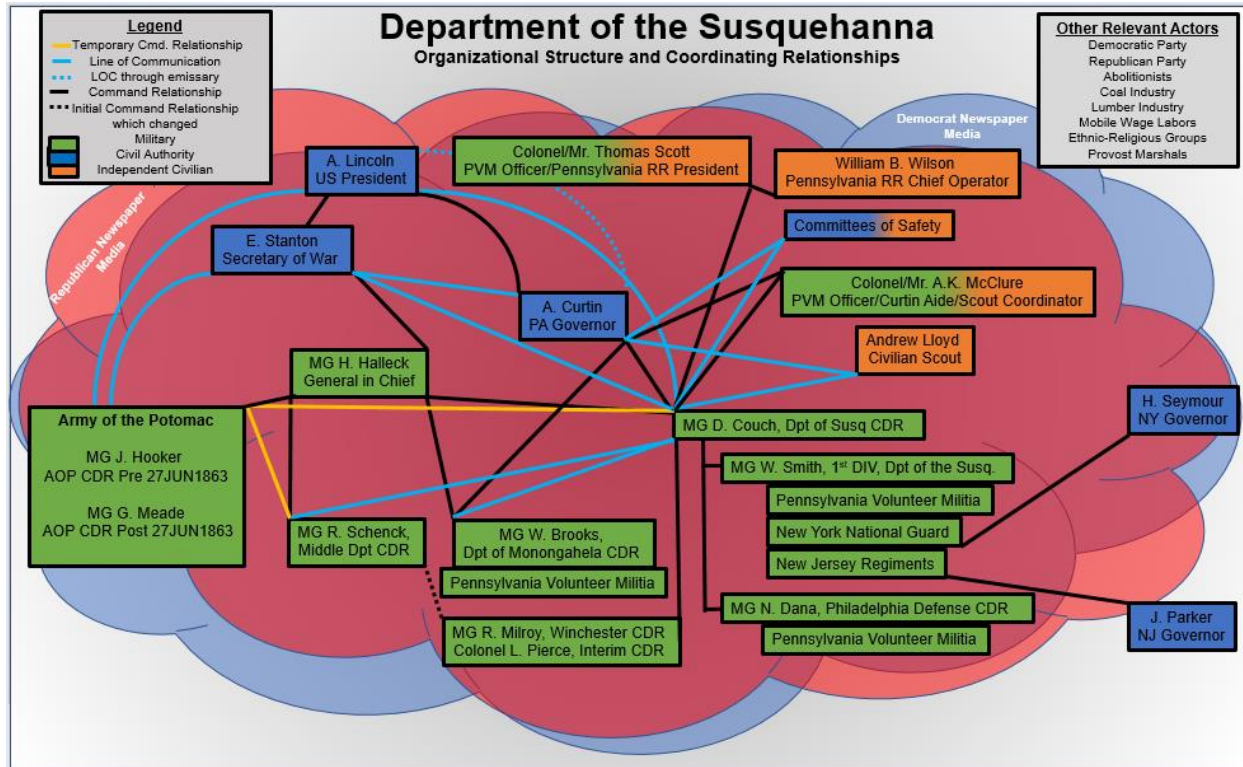 Department of the Susquehanna
Organizational Structure and Coordinating Relationships
Legend
Temporary Cmd. Relationship
Line of Communication
LOC through emissary
Command Relationship
Initial Command Relationship
which changed
Military
Civil Authority
Independent Civilian
Other Relevant Actors
Democratic Party
Republican Party
Abolitionists
Coal Industry
Lumber Industry
Mobile Wage Labors
Ethnic-Religious Groups
Provost Marshals
Democrat Newspaper
Media
Republican Newspaper
Media
A. Lincoln
US President
Colonel/Mr. Thomas Scott
PVM Officer/Pennsylvania RR President
William B. Wilson
Pennsylvania RR Chief Operator
E. Stanton
Secretary of War
Committees of Safety
A. Curtin
PA Governor
Colonel/Mr. A.K. McClure
PVM Officer/Curtin Aide/Scout Coordinator
Andrew Lloyd
Civilian Scout
MG H. Halleck
General in Chief
Army of the Potomac
MG J. Hooker
AOP CDR Pre 27JUN1863
MG G. Meade
AOP CDR Post 27JUN1863
MG D. Couch, Dpt of Susq CDR
H. Seymour
NY Governor
MG W. Smith, 1st DIV, Dpt of the Susq.
Pennsylvania Volunteer Militia
New York National Guard
New Jersey Regiments
MG R. Schenck,
Middle Dpt CDR
MG W. Brooks,
Dpt of Monongahela CDR
Pennsylvania Volunteer Militia
MG N. Dana, Philadelphia Defense CDR
Pennsylvania Volunteer Militia
J. Parker
NJ Governor
MG R. Milroy, Winchester CDR
Colonel L. Pierce, Interim CDR